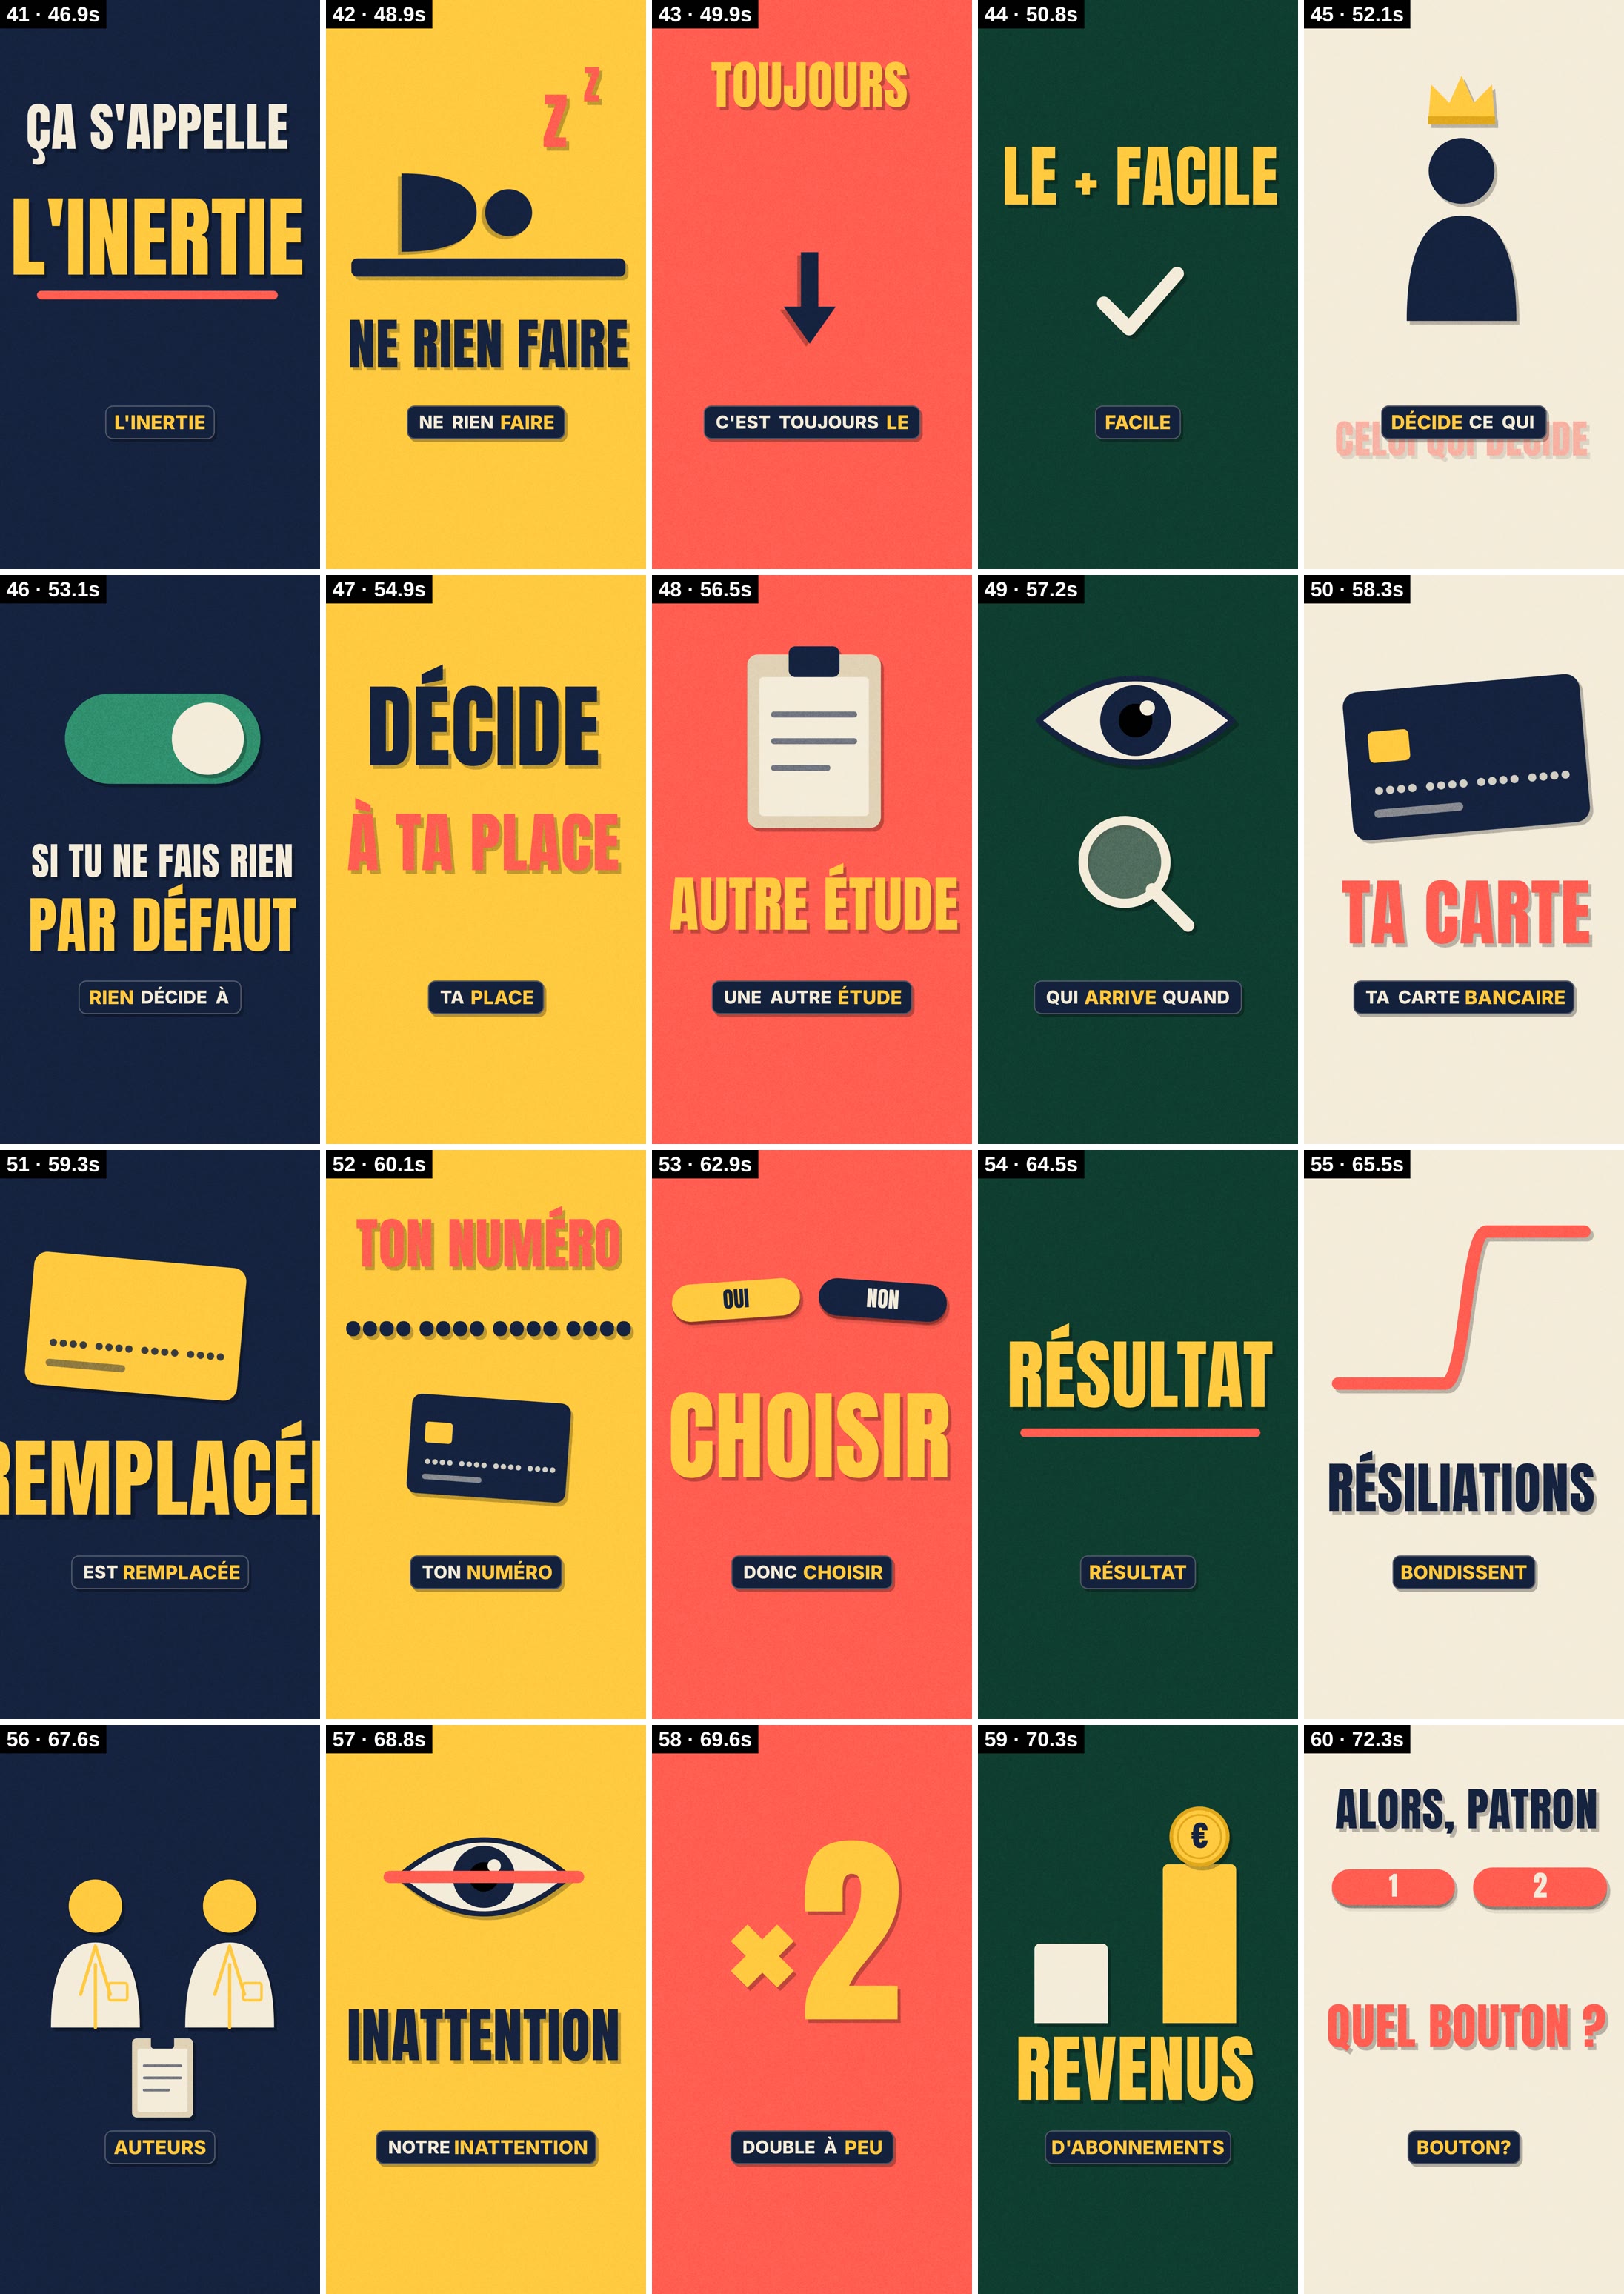 41 · 46.9s
ÇA S'APPELLE
L'INERTIE
L'INERTIE
42 · 48.9s
Z
Z
NE RIEN FAIRE
NE RIEN FAIRE
43 · 49.9s
TOUJOURS
C'EST TOUJOURS LE
44 · 50.8s
LE + FACILE
FACILE
45 · 52.1s
DÉCIDE CE QUI
CELUI QUI DÉCIDE
46 · 53.1s
SI TU NE FAIS RIEN
PAR DÉFAUT
RIEN DÉCIDE À
47 · 54.9s
DÉCIDE
À TA PLACE
TA PLACE
48 · 56.5s
AUTRE ÉTUDE
UNE AUTRE ÉTUDE
49 · 57.2s
QUI ARRIVE QUAND
50 · 58.3s
TA CARTE
TA CARTE BANCAIRE
51 · 59.3s
REMPLACÉE
EST REMPLACÉE
52 · 60.1s
TON NUMÉRO
TON NUMÉRO
53 · 62.9s
OUI
NON
CHOISIR
DONC CHOISIR
54 · 64.5s
RÉSULTAT
RÉSULTAT
55 · 65.5s
RÉSILIATIONS
BONDISSENT
56 · 67.6s
AUTEURS
57 · 68.8s
INATTENTION
NOTRE INATTENTION
58 · 69.6s
×2
DOUBLE À PEU
59 · 70.3s
€
REVENUS
D'ABONNEMENTS
60 · 72.3s
ALORS, PATRON
1
2
QUEL BOUTON ?
BOUTON?